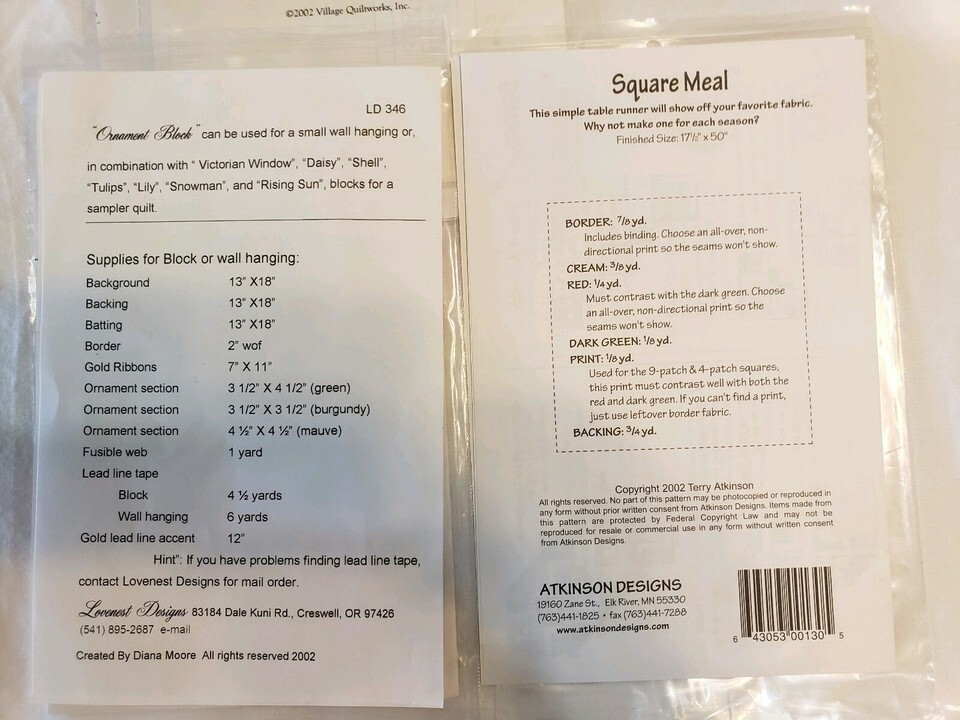 ©2002 Village Quiltworks, Inc.
LD 346
"Ornament Block" can be used for a small wall hanging or,
in combination with " Victorian Window", "Daisy", "Shell",
"Tulips", "Lily", "Snowman", and "Rising Sun", blocks for a
sampler quilt.
Supplies for Block or wall hanging:
Background 13" X18"
Backing 13" X18"
Batting 13" X18"
Border 2" wof
Gold Ribbons 7" X 11"
Ornament section 3 1/2" X 4 1/2" (green)
Ornament section 3 1/2" X 3 1/2" (burgundy)
Ornament section 4 ½" X 4 ½" (mauve)
Fusible web 1 yard
Lead line tape
Block 4 ½ yards
Wall hanging 6 yards
Gold lead line accent 12"
Hint": If you have problems finding lead line tape,
contact Lovenest Designs for mail order.
Lovenest Designs 83184 Dale Kuni Rd., Creswell, OR 97426
(541) 895-2687 e-mail
Created By Diana Moore All rights reserved 2002
Square Meal
This simple table runner will show off your favorite fabric.
Why not make one for each season?
Finished Size: 17½" x 50"
BORDER: 7/8 yd.
Includes binding. Choose an all-over, non-
directional print so the seams won't show.
CREAM: 3/8 yd.
RED: 1/4 yd.
Must contrast with the dark green. Choose
an all-over, non-directional print so the
seams won't show.
DARK GREEN: 1/8 yd.
PRINT: 1/8 yd.
Used for the 9-patch & 4-patch squares,
this print must contrast well with both the
red and dark green. If you can't find a print,
just use leftover border fabric.
BACKING: 3/4 yd.
Copyright 2002 Terry Atkinson
All rights reserved. No part of this pattern may be photocopied or reproduced in
any form without prior written consent from Atkinson Designs. Items made from
this pattern are protected by Federal Copyright Law and may not be
reproduced for resale or commercial use in any form without written consent
from Atkinson Designs.
ATKINSON DESIGNS
19160 Zane St., Elk River, MN 55330
(763)441-1825 • fax (763)441-7288
www.atkinsondesigns.com
6 43053 00130 5